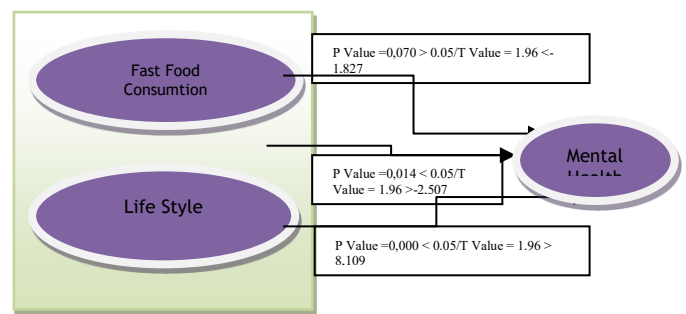 Fast Food
Consumtion
P Value =0,070 > 0.05/T Value = 1.96 <-
1.827
Mental
Health
P Value =0,014 < 0.05/T
Value = 1.96 >-2.507
Life Style
P Value =0,000 < 0.05/T Value = 1.96 >
8.109